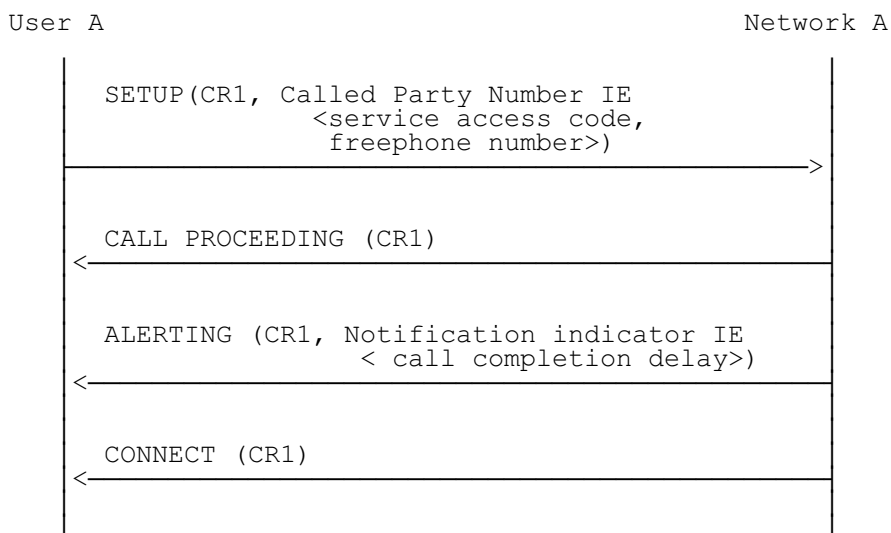 User A Network A
SETUP(CR1, Called Party Number IE
<service access code,
freephone number>)
CALL PROCEEDING (CR1)
ALERTING (CR1, Notification indicator IE
< call completion delay>)
CONNECT (CR1)